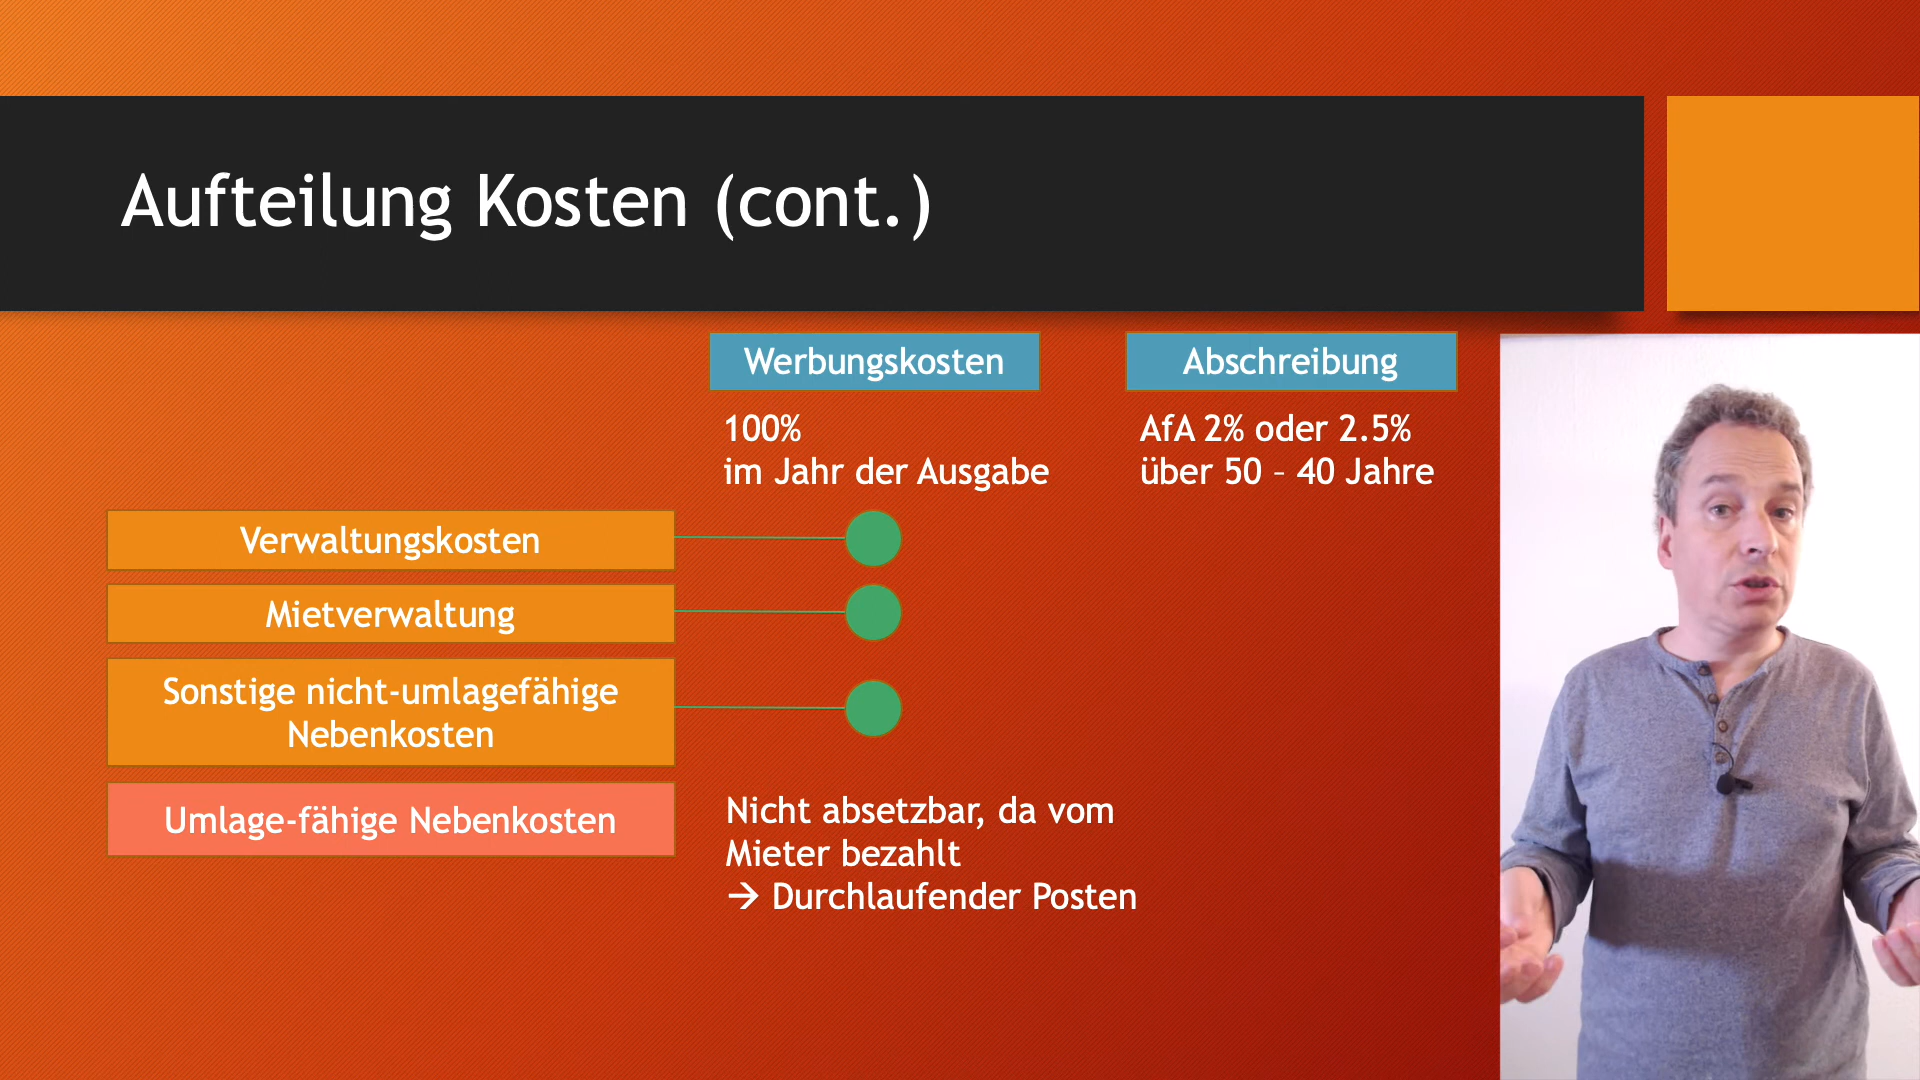 Aufteilung Kosten (cont.)
Werbungskosten
Abschreibung
100%
im Jahr der Ausgabe
AfA 2% oder 2.5%
über 50 – 40 Jahre
Verwaltungskosten
Mietverwaltung
Sonstige nicht-umlagefähige
Nebenkosten
Umlage-fähige Nebenkosten
Nicht absetzbar, da vom
Mieter bezahlt
→ Durchlaufender Posten